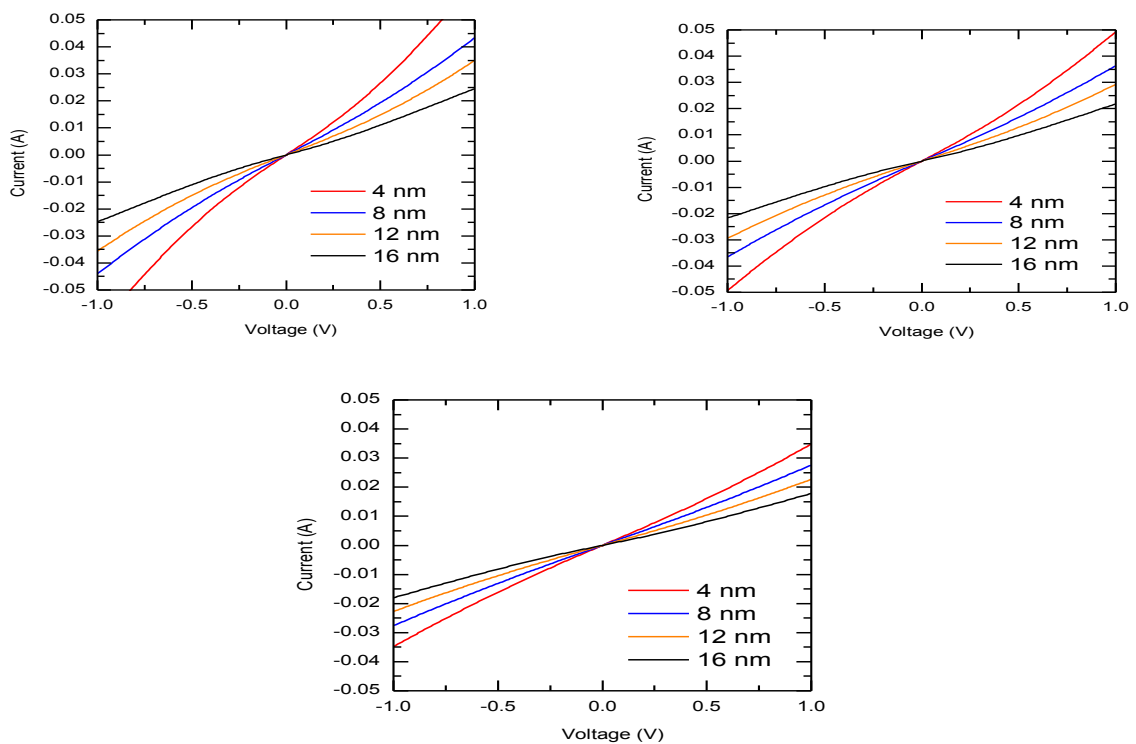 0.05
0.04
0.03
0.02
0.01
0.00
-0.01
-0.02
-0.03
-0.04
-0.05
Current (A)
4 nm
8 nm
12 nm
16 nm
-1.0 -0.5 0.0 0.5 1.0
Voltage (V)
0.05
0.04
0.03
0.02
0.01
0.00
-0.01
-0.02
-0.03
-0.04
-0.05
Current (A)
4 nm
8 nm
12 nm
16 nm
-1.0 -0.5 0.0 0.5 1.0
Voltage (V)
0.05
0.04
0.03
0.02
0.01
0.00
-0.01
-0.02
-0.03
-0.04
-0.05
Current (A)
4 nm
8 nm
12 nm
16 nm
-1.0 -0.5 0.0 0.5 1.0
Voltage (V)